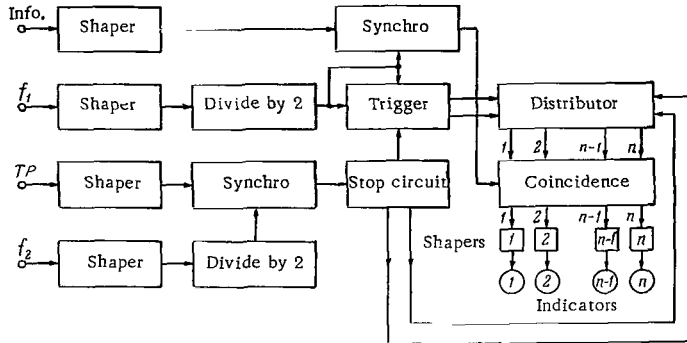 Info. Shaper Synchro
f₁ Shaper Divide by 2 Trigger Distributor
1 2 n-1 n
TP Shaper Synchro Stop circuit Coincidence
1 2 n-1 n
Shapers 1 2 n-1 n
f₂ Shaper Divide by 2 1 2 n-1 n
Indicators